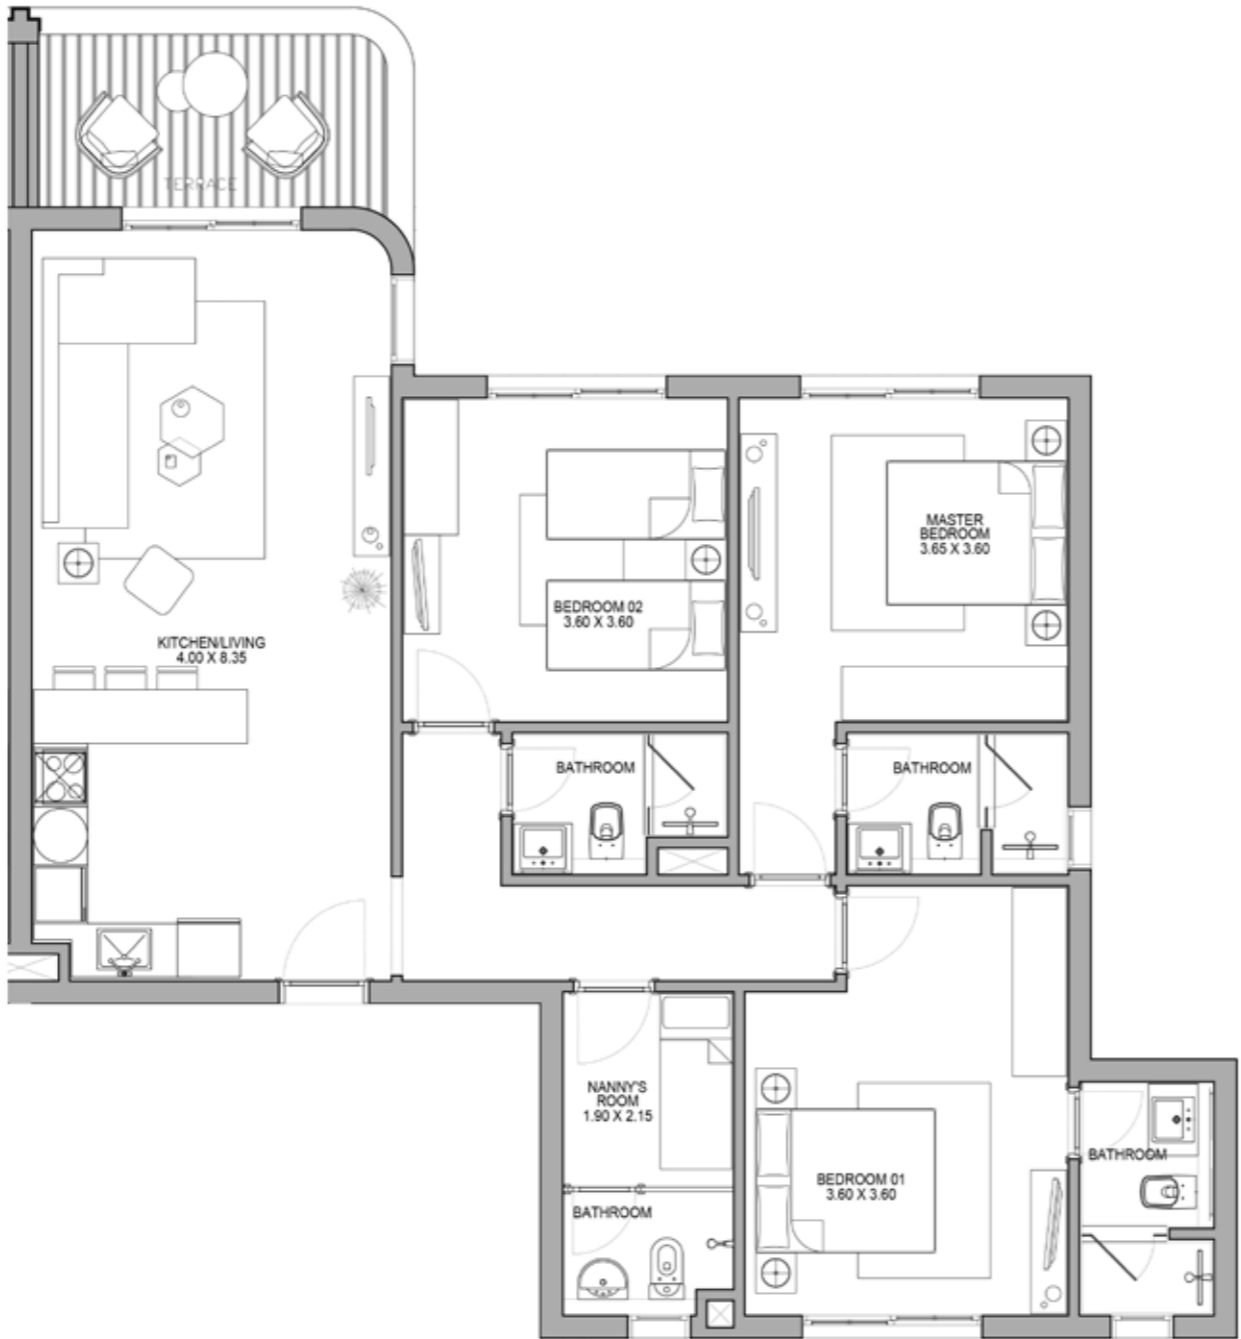 TERRACE
KITCHEN/LIVING
4.00 X 8.35
BEDROOM 02
3.60 X 3.60
MASTER
BEDROOM
3.65 X 3.60
BATHROOM
BATHROOM
NANNY'S
ROOM
1.90 X 2.15
BATHROOM
BEDROOM 01
3.60 X 3.60
BATHROOM